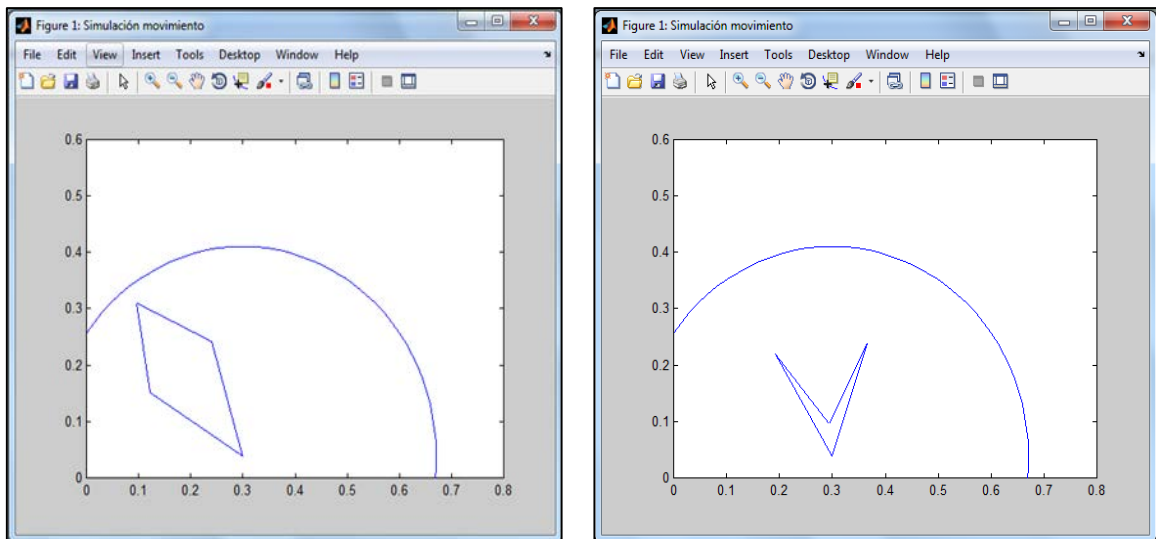 Figure 1: Simulación movimiento
File Edit View Insert Tools Desktop Window Help
0.6
0.5
0.4
0.3
0.2
0.1
0
0 0.1 0.2 0.3 0.4 0.5 0.6 0.7 0.8
Figure 1: Simulación movimiento
File Edit View Insert Tools Desktop Window Help
0.6
0.5
0.4
0.3
0.2
0.1
0
0 0.1 0.2 0.3 0.4 0.5 0.6 0.7 0.8